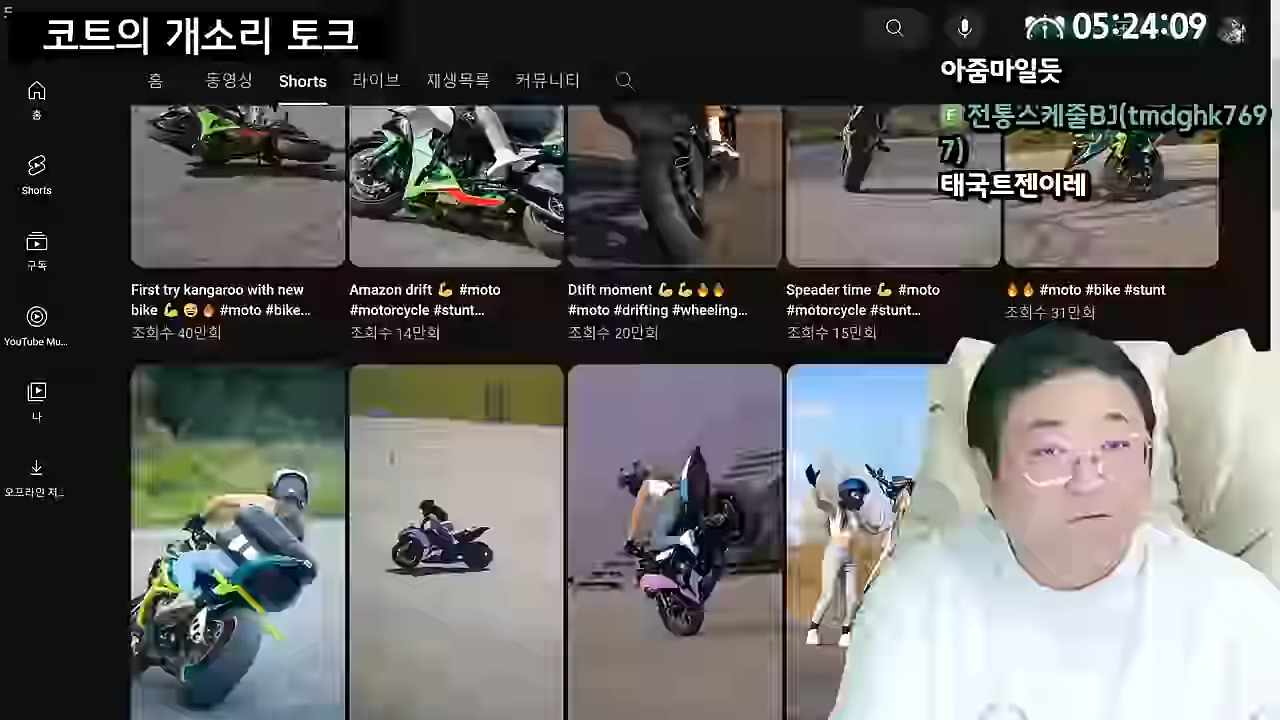 코트의 개소리 토크
05:24:09
홈
동영상
Shorts
라이브
재생목록
커뮤니티
아줌마일듯
전통스케줄BJ(tmdghk769
7)
태국트젠이레
홈
Shorts
구독
YouTube Mu...
나
오프라인 저...
First try kangaroo with new
bike 💪😅🔥 #moto #bike...
조회수 40만회
Amazon drift 💪 #moto
#motorcycle #stunt...
조회수 14만회
Dtift moment 💪💪🔥🔥
#moto #drifting #wheeling...
조회수 20만회
Speader time 💪 #moto
#motorcycle #stunt...
조회수 15만회
🔥🔥 #moto #bike #stunt
조회수 31만회